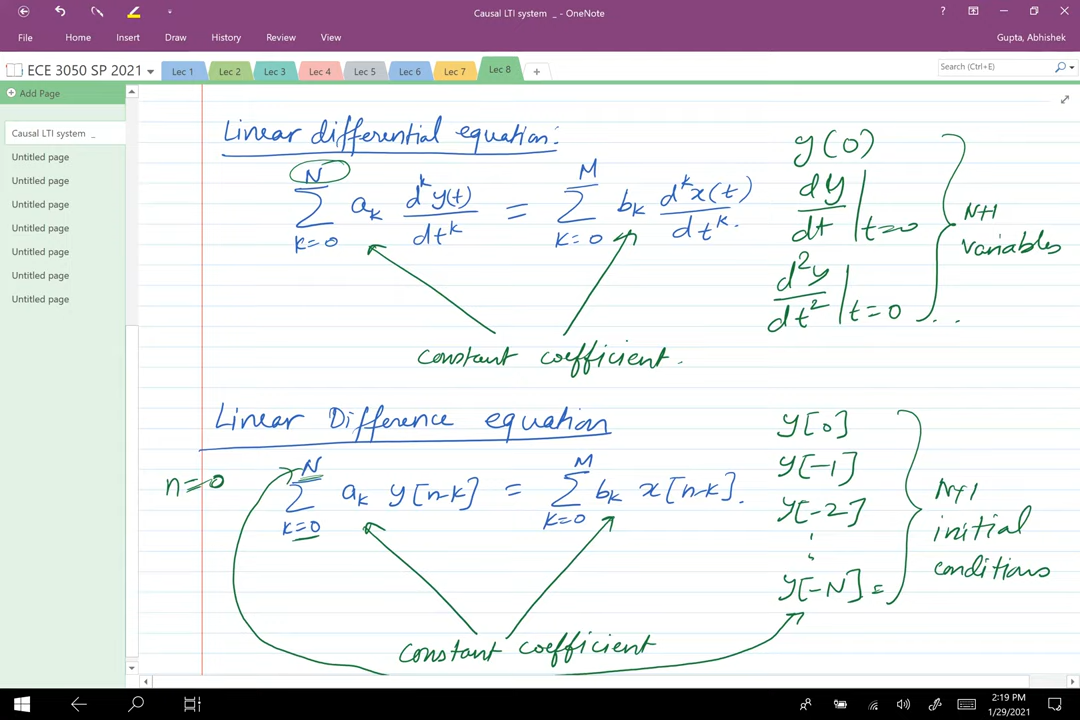 Causal LTI system _ - OneNote
File Home Insert Draw History Review View
Gupta, Abhishek
ECE 3050 SP 2021
Lec 1 Lec 2 Lec 3 Lec 4 Lec 5 Lec 6 Lec 7 Lec 8
Search (Ctrl+E)
Add Page
Causal LTI system _
Untitled page
Untitled page
Untitled page
Untitled page
Untitled page
Untitled page
Untitled page
Linear differential equation:
∑_{k=0}^{N} a_k d^k y(t)/dt^k = ∑_{k=0}^{M} b_k d^k x(t)/dt^k.
constant coefficient.
y(0)
dy/dt |t=0
d²y/dt² |t=0 ...
N+1
variables
Linear Difference equation
n=0
∑_{k=0}^{N} a_k y[n-k] = ∑_{k=0}^{M} b_k x[n-k].
constant coefficient
y[0]
y[-1]
y[-2]
⋮
y[-N] =
N+1
initial
conditions
2:19 PM
1/29/2021